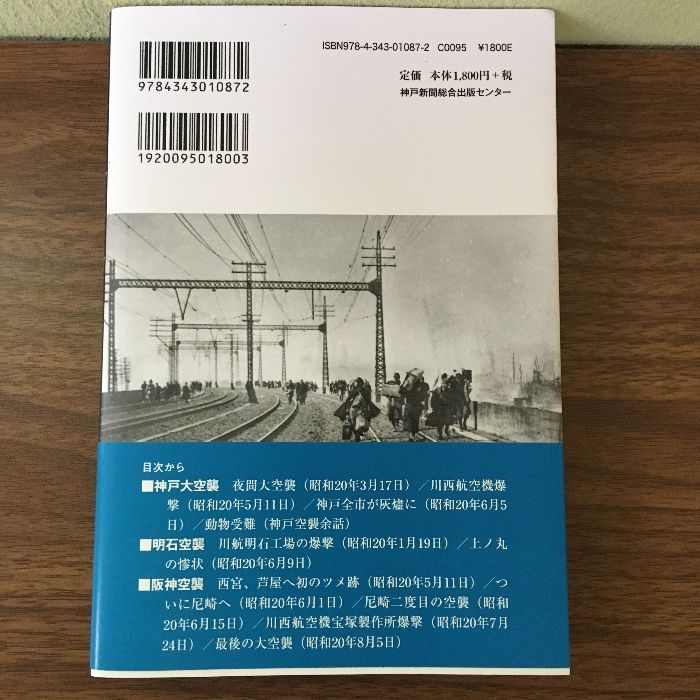 ISBN978-4-343-01087-2 C0095 ¥1800E
定価 本体1,800円+税
神戸新聞総合出版センター
9784343010872
1920095018003
目次から
■神戸大空襲 夜間大空襲(昭和20年3月17日)/川西航空機爆
撃(昭和20年5月11日)/神戸全市が灰燼に(昭和20年6月5
日)/動物受難(神戸空襲余話)
■明石空襲 川航明石工場の爆撃(昭和20年1月19日)/上ノ丸
の惨状(昭和20年6月9日)
■阪神空襲 西宮、芦屋へ初のツメ跡(昭和20年5月11日)/つ
いに尼崎へ(昭和20年6月1日)/尼崎二度目の空襲(昭和
20年6月15日)/川西航空機宝塚製作所爆撃(昭和20年7月
24日)/最後の大空襲(昭和20年8月5日)